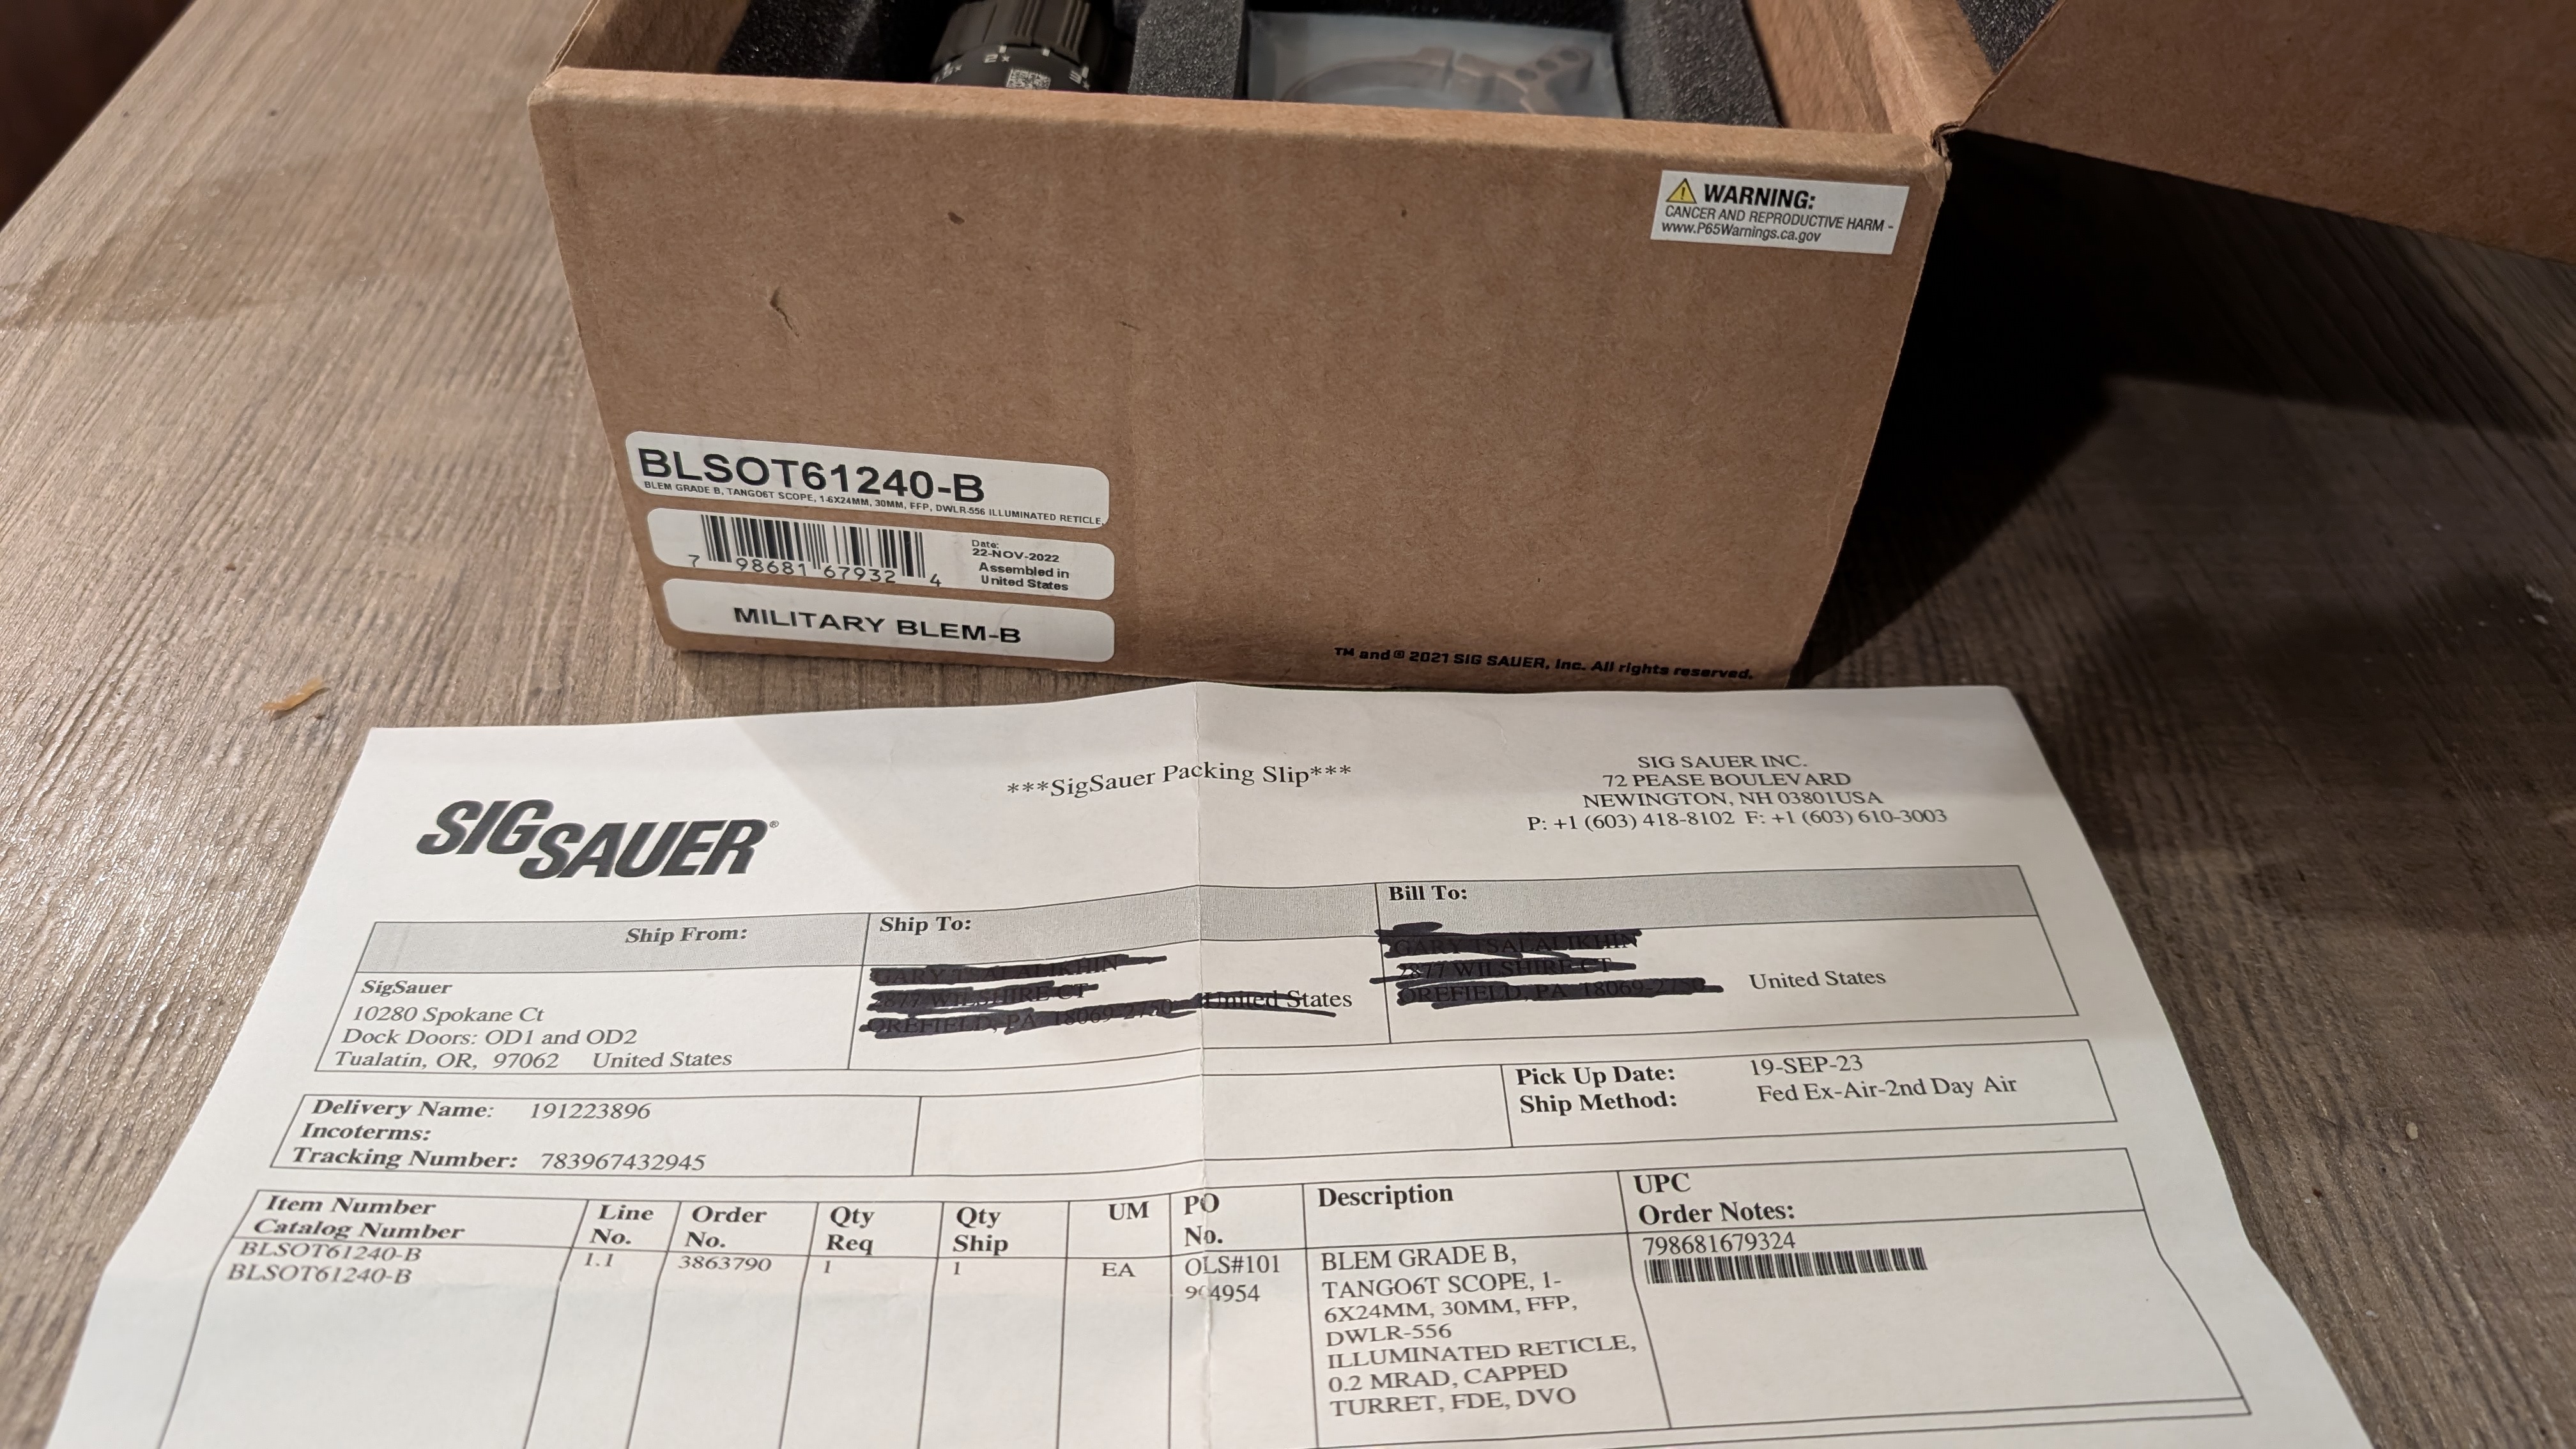 2x
WARNING:
CANCER AND REPRODUCTIVE HARM -
www.P65Warnings.ca.gov
BLSOT61240-B
BLEM GRADE B, TANGO6T SCOPE, 1-6X24MM, 30MM, FFP, DWLR-556 ILLUMINATED RETICLE,
7 98681 67932 4
Date:
22-NOV-2022
Assembled in
United States
MILITARY BLEM-B
™ and ® 2021 SIG SAUER, Inc. All rights reserved.
SIG SAUER®
***SigSauer Packing Slip***
SIG SAUER INC.
72 PEASE BOULEVARD
NEWINGTON, NH 03801USA
P: +1 (603) 418-8102 F: +1 (603) 610-3003
Ship From:
SigSauer
10280 Spokane Ct
Dock Doors: OD1 and OD2
Tualatin, OR, 97062 United States
Ship To:
United States
Bill To:
United States
Delivery Name: 191223896
Incoterms:
Tracking Number: 783967432945
Pick Up Date: 19-SEP-23
Ship Method: Fed Ex-Air-2nd Day Air
Item Number
Catalog Number
Line
No.
Order
No.
Qty
Req
Qty
Ship
UM
PO
No.
Description
UPC
Order Notes:
BLSOT61240-B
BLSOT61240-B
1.1
3863790
1
1
EA
OLS#101
904954
BLEM GRADE B,
TANGO6T SCOPE, 1-
6X24MM, 30MM, FFP,
DWLR-556
ILLUMINATED RETICLE,
0.2 MRAD, CAPPED
TURRET, FDE, DVO
798681679324